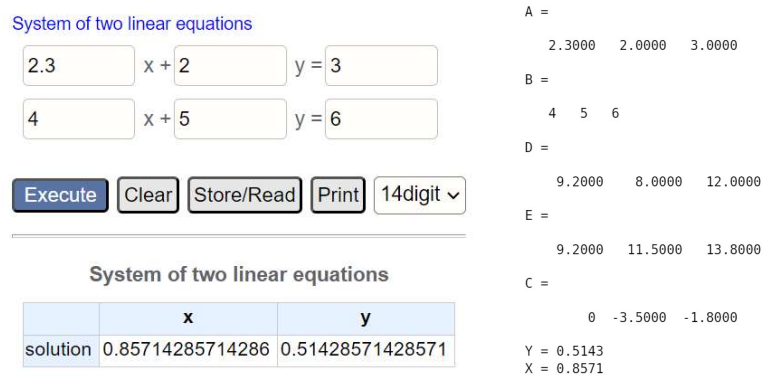 System of two linear equations
2.3 x + 2 y = 3
4 x + 5 y = 6
Execute Clear Store/Read Print 14digit
System of two linear equations
x y
solution 0.85714285714286 0.51428571428571
A =
2.3000 2.0000 3.0000
B =
4 5 6
D =
9.2000 8.0000 12.0000
E =
9.2000 11.5000 13.8000
C =
0 -3.5000 -1.8000
Y = 0.5143
X = 0.8571